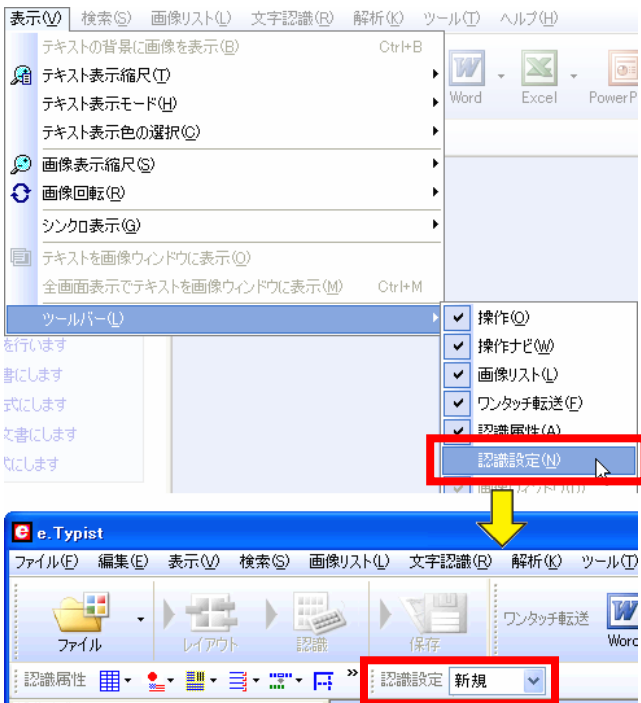 表示(V) 検索(S) 画像リスト(L) 文字認識(R) 解析(K) ツール(T) ヘルプ(H)
テキストの背景に画像を表示(B) Ctrl+B
テキスト表示縮尺(T)
テキスト表示モード(H)
テキスト表示色の選択(C)
画像表示縮尺(S)
画像回転(R)
シンクロ表示(G)
テキストを画像ウィンドウに表示(O)
全画面表示でテキストを画像ウィンドウに表示(M) Ctrl+M
ツールバー(L)
Word Excel PowerP
操作(O)
操作ナビ(W)
画像リスト(L)
ワンタッチ転送(F)
認識属性(A)
認識設定(N)
画像ウィンドウ(D)
を行います
書にします
式にします
文書にします
式にします
e.Typist
ファイル(F) 編集(E) 表示(V) 検索(S) 画像リスト(L) 文字認識(R) 解析(K) ツール(T)
ファイル レイアウト 認識 保存 ワンタッチ転送 Word
認識属性 認識設定 新規